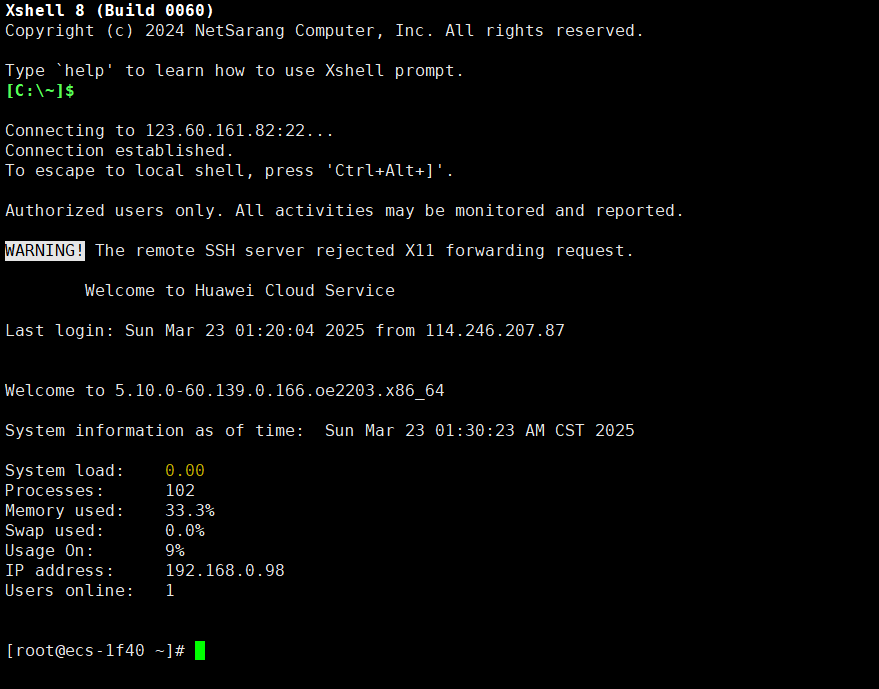 Xshell 8 (Build 0060)
Copyright (c) 2024 NetSarang Computer, Inc. All rights reserved.
Type `help' to learn how to use Xshell prompt.
[C:\~]$
Connecting to 123.60.161.82:22...
Connection established.
To escape to local shell, press 'Ctrl+Alt+]'.
Authorized users only. All activities may be monitored and reported.
WARNING! The remote SSH server rejected X11 forwarding request.
Welcome to Huawei Cloud Service
Last login: Sun Mar 23 01:20:04 2025 from 114.246.207.87
Welcome to 5.10.0-60.139.0.166.oe2203.x86_64
System information as of time:  Sun Mar 23 01:30:23 AM CST 2025
System load:    0.00
Processes:      102
Memory used:    33.3%
Swap used:      0.0%
Usage On:       9%
IP address:     192.168.0.98
Users online:   1
[root@ecs-1f40 ~]#